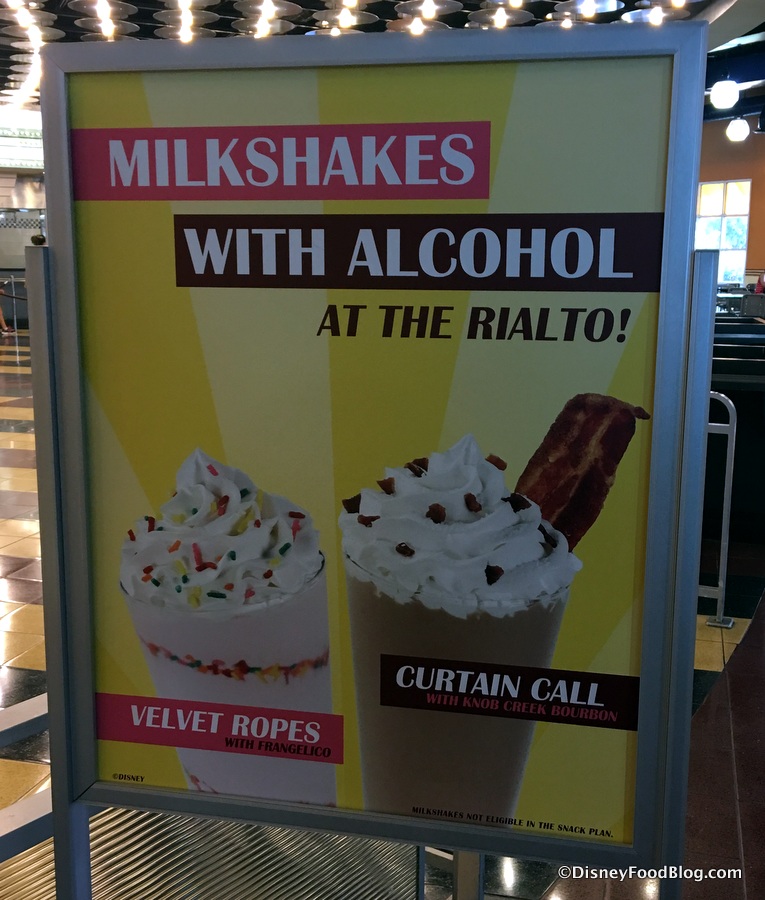 MILKSHAKES
WITH ALCOHOL
AT THE RIALTO!
CURTAIN CALL
WITH KNOB CREEK BOURBON
VELVET ROPES
WITH FRANGELICO
©DISNEY
MILKSHAKES NOT ELIGIBLE IN THE SNACK PLAN.
©DisneyFoodBlog.com